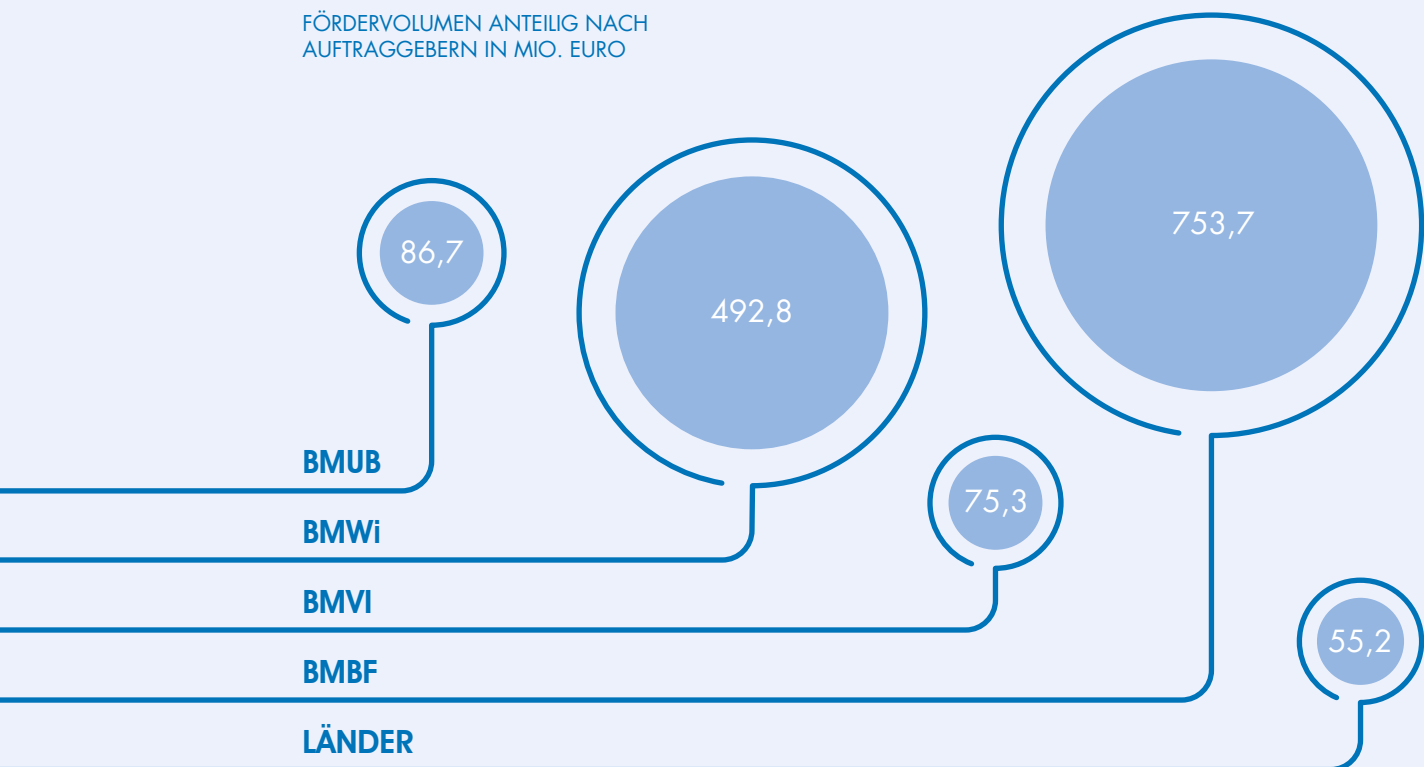 FÖRDERVOLUMEN ANTEILIG NACH
AUFTRAGGEBERN IN MIO. EURO
753,7
86,7
492,8
BMUB
75,3
BMWi
BMVI
55,2
BMBF
LÄNDER